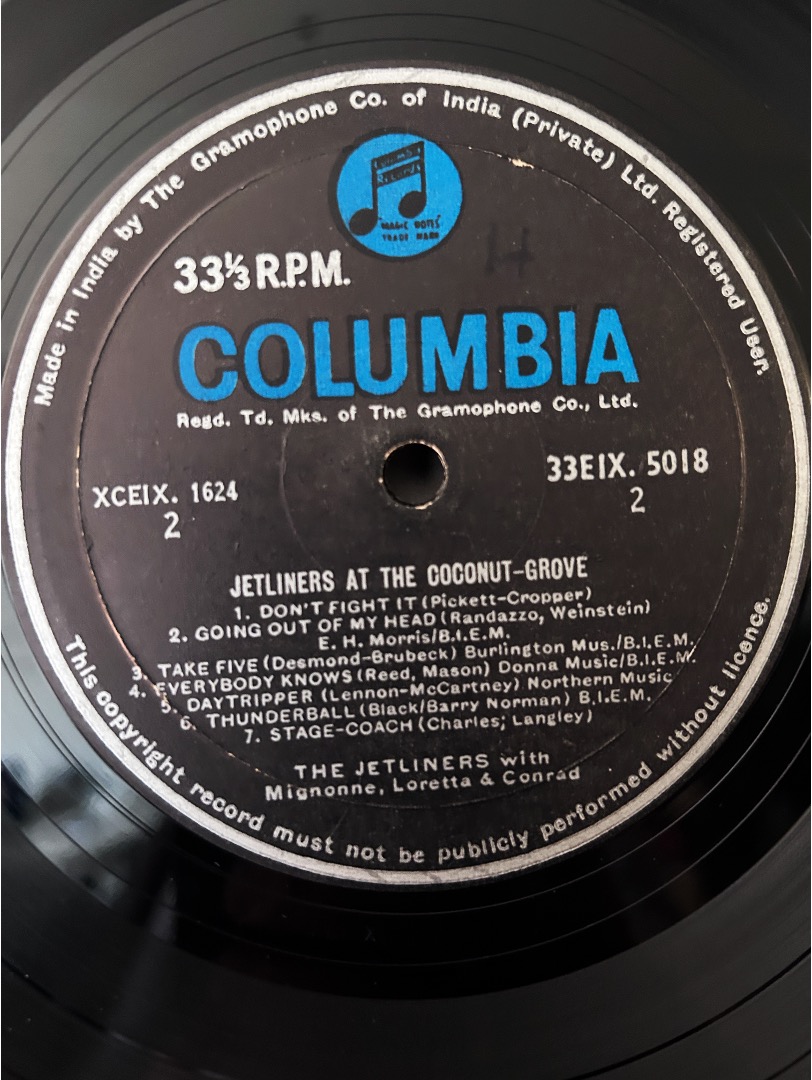 Made in India by The Gramophone Co. of India (Private) Ltd. Registered User.
Columbia
Records
"MAGIC NOTES"
TRADE MARK
33⅓ R.P.M.
COLUMBIA
Regd. Td. Mks. of The Gramophone Co., Ltd.
XCEIX. 1624
2
33EIX. 5018
2
JETLINERS AT THE COCONUT-GROVE
1. DON'T FIGHT IT (Pickett-Cropper)
2. GOING OUT OF MY HEAD (Randazzo, Weinstein)
E. H. Morris/B.I.E.M.
3. TAKE FIVE (Desmond-Brubeck) Burlington Mus./B.I.E.M.
4. EVERYBODY KNOWS (Reed, Mason) Donna Music/B.I.E.M.
5. DAYTRIPPER (Lennon-McCartney) Northern Music
6. THUNDERBALL (Black/Barry Norman) B.I.E.M.
7. STAGE-COACH (Charles; Langley)
THE JETLINERS with
Mignonne, Loretta & Conrad
This copyright record must not be publicly performed without licence.